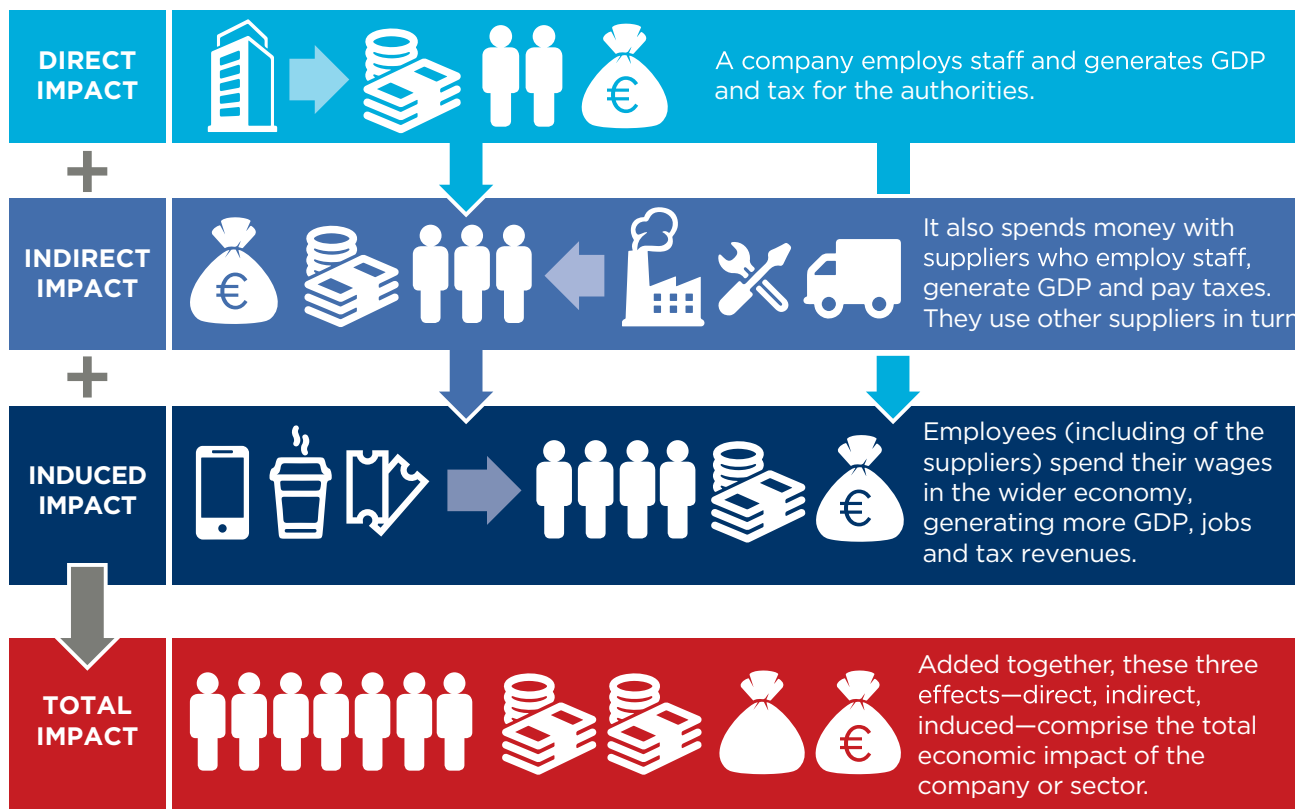 DIRECT
IMPACT
€
A company employs staff and generates GDP
and tax for the authorities.
+
INDIRECT
IMPACT
€
It also spends money with
suppliers who employ staff,
generate GDP and pay taxes.
They use other suppliers in turn
+
INDUCED
IMPACT
€
Employees (including of the
suppliers) spend their wages
in the wider economy,
generating more GDP, jobs
and tax revenues.
TOTAL
IMPACT
€
Added together, these three
effects—direct, indirect,
induced—comprise the total
economic impact of the
company or sector.